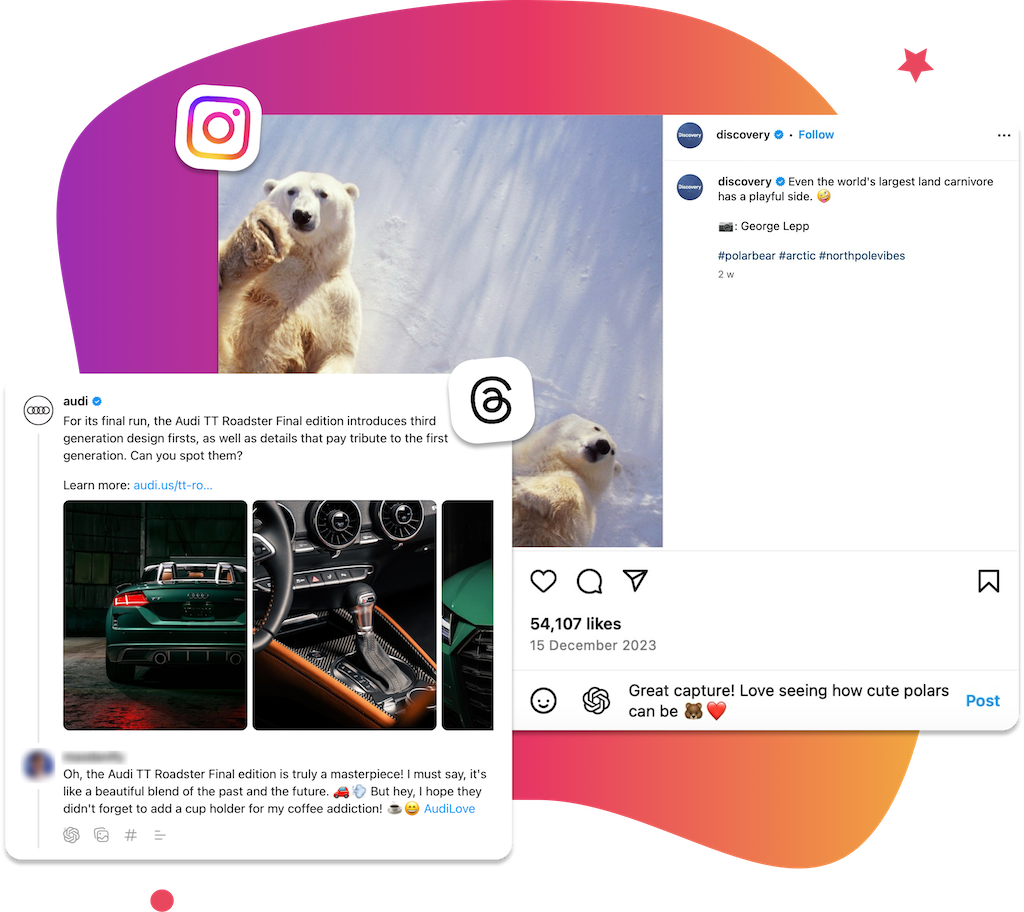 Discovery
discovery • Follow
Discovery
discovery Even the world's largest land carnivore
has a playful side. 🤪
📷: George Lepp
#polarbear #arctic #northpolevibes
2 w
54,107 likes
15 December 2023
Great capture! Love seeing how cute polars
can be 🐻❤️
Post
audi
For its final run, the Audi TT Roadster Final edition introduces third
generation design firsts, as well as details that pay tribute to the first
generation. Can you spot them?
Learn more: audi.us/tt-ro...
Oh, the Audi TT Roadster Final edition is truly a masterpiece! I must say, it's
like a beautiful blend of the past and the future. 🚗💨 But hey, I hope they
didn't forget to add a cup holder for my coffee addiction! ☕😄 AudiLove